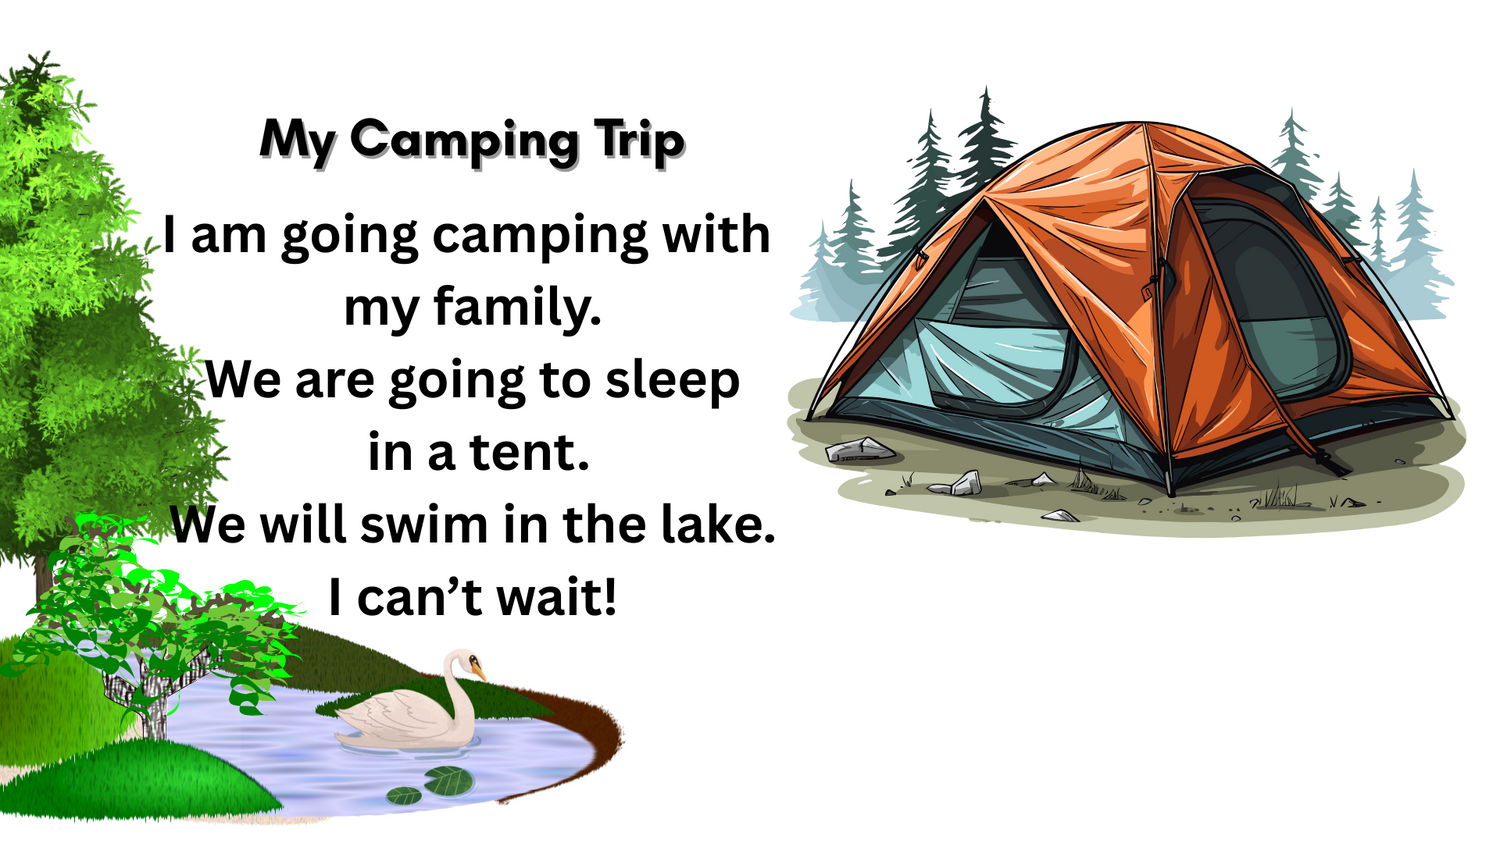 My Camping Trip
I am going camping with
my family.
We are going to sleep
in a tent.
We will swim in the lake.
I can’t wait!